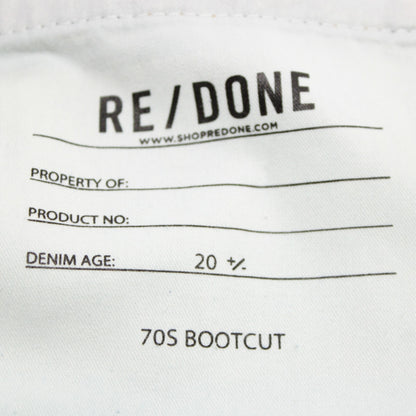 RE/DONE
WWW.SHOPREDONE.COM
PROPERTY OF:
PRODUCT NO:
DENIM AGE: 20 +/-
70S BOOTCUT